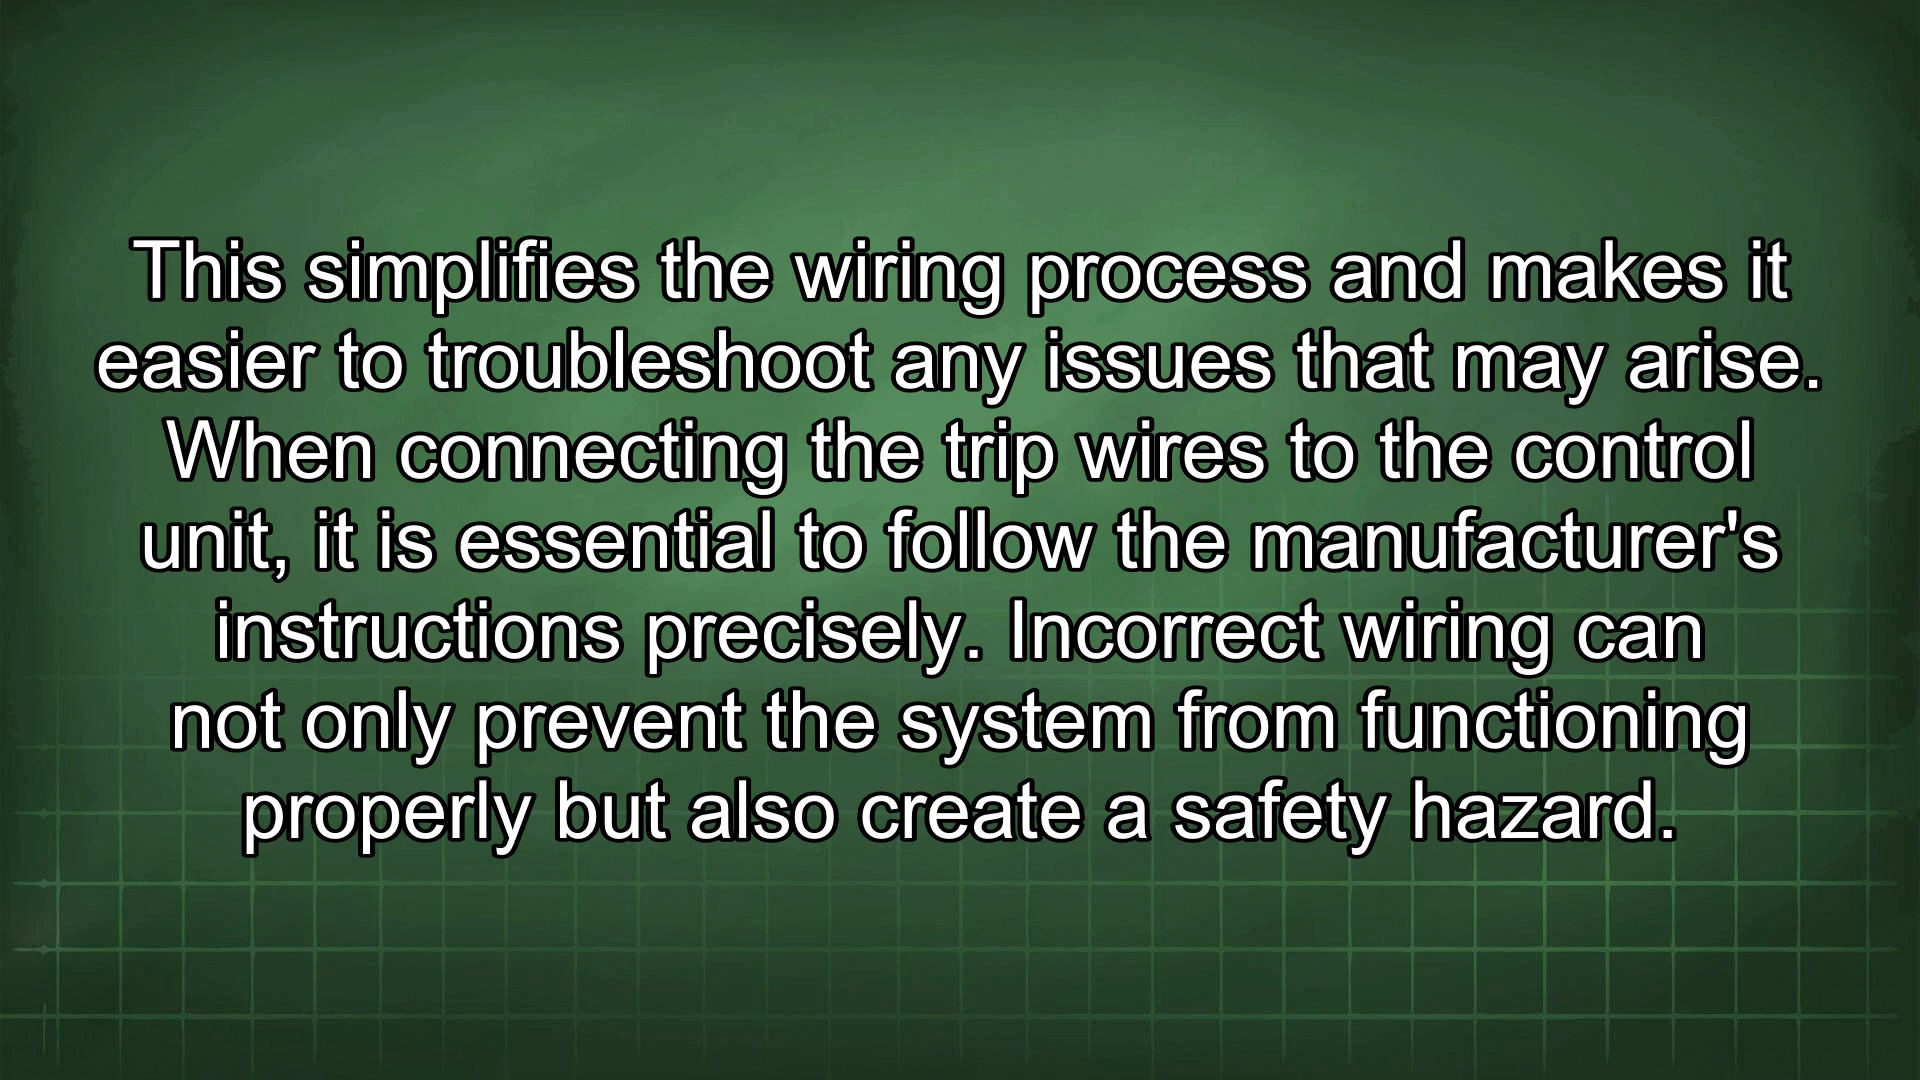 This simplifies the wiring process and makes it
easier to troubleshoot any issues that may arise.
When connecting the trip wires to the control
unit, it is essential to follow the manufacturer's
instructions precisely. Incorrect wiring can
not only prevent the system from functioning
properly but also create a safety hazard.